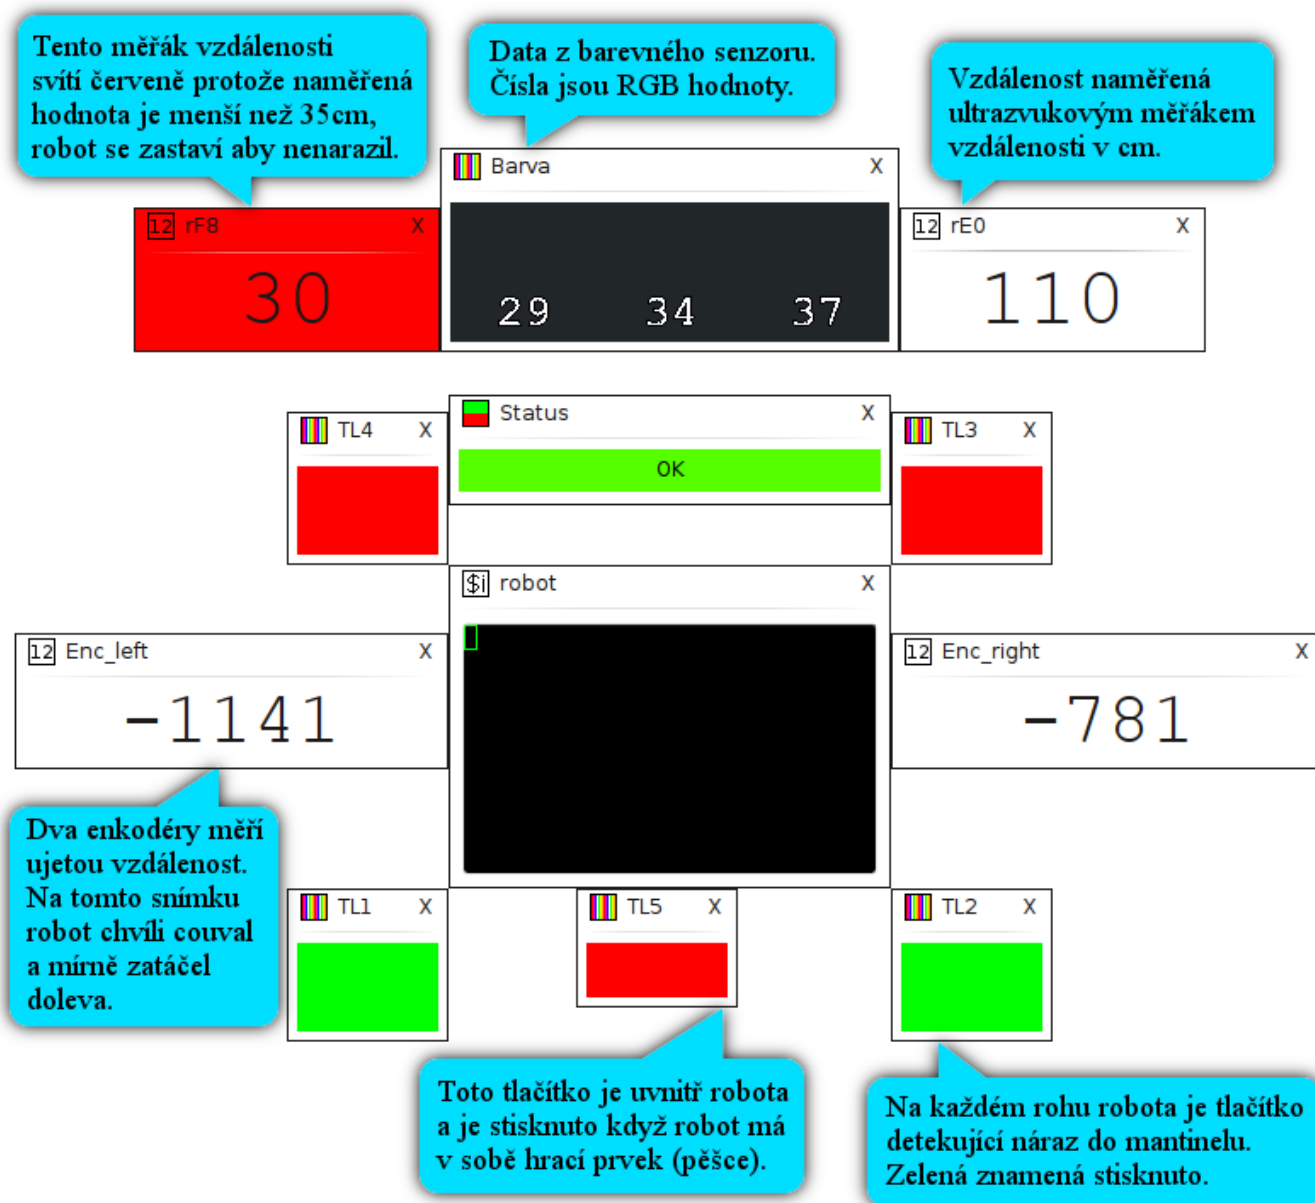 Tento měřák vzdálenosti
svítí červeně protože naměřená
hodnota je menší než 35cm,
robot se zastaví aby nenarazil.
Data z barevného senzoru.
Čísla jsou RGB hodnoty.
Vzdálenost naměřená
ultrazvukovým měřákem
vzdálenosti v cm.
Barva X
12 rF8 X
30
29 34 37
12 rE0 X
110
TL4 X
Status X
OK
TL3 X
$i robot X
12 Enc_left X
-1141
12 Enc_right X
-781
Dva enkodéry měří
ujetou vzdálenost.
Na tomto snímku
robot chvíli couval
a mírně zatáčel
doleva.
TL1 X
TL5 X
TL2 X
Toto tlačítko je uvnitř robota
a je stisknuto když robot má
v sobě hrací prvek (pěšce).
Na každém rohu robota je tlačítko
detekující náraz do mantinelu.
Zelená znamená stisknuto.